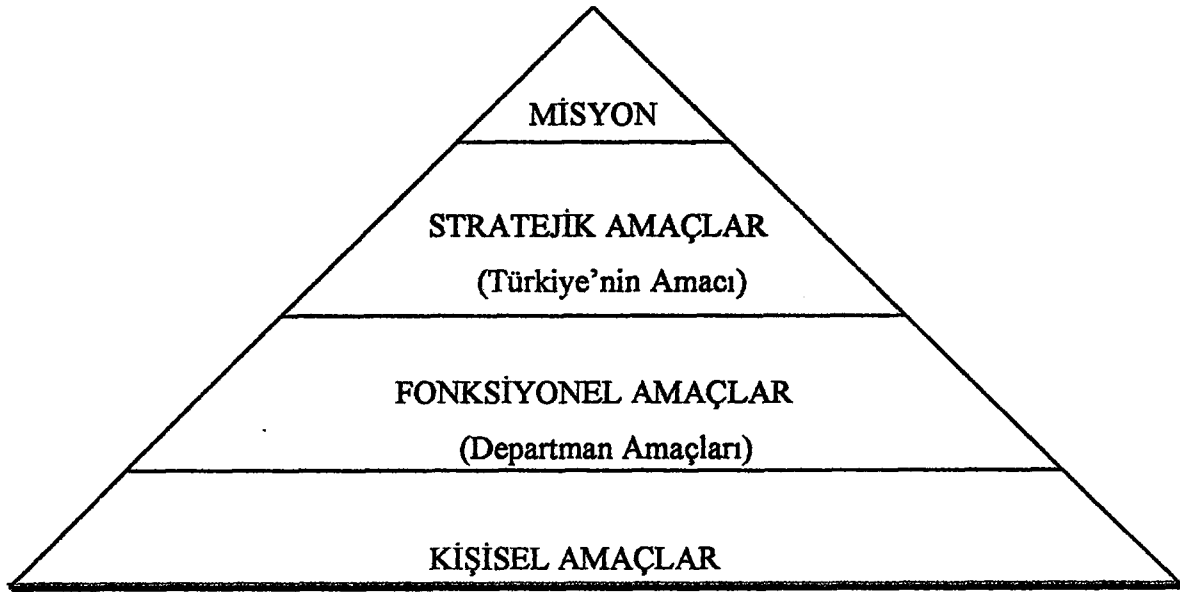 MİSYON
STRATEJİK AMAÇLAR
(Türkiye'nin Amacı)
FONKSİYONEL AMAÇLAR
(Departman Amaçları)
KİŞİSEL AMAÇLAR